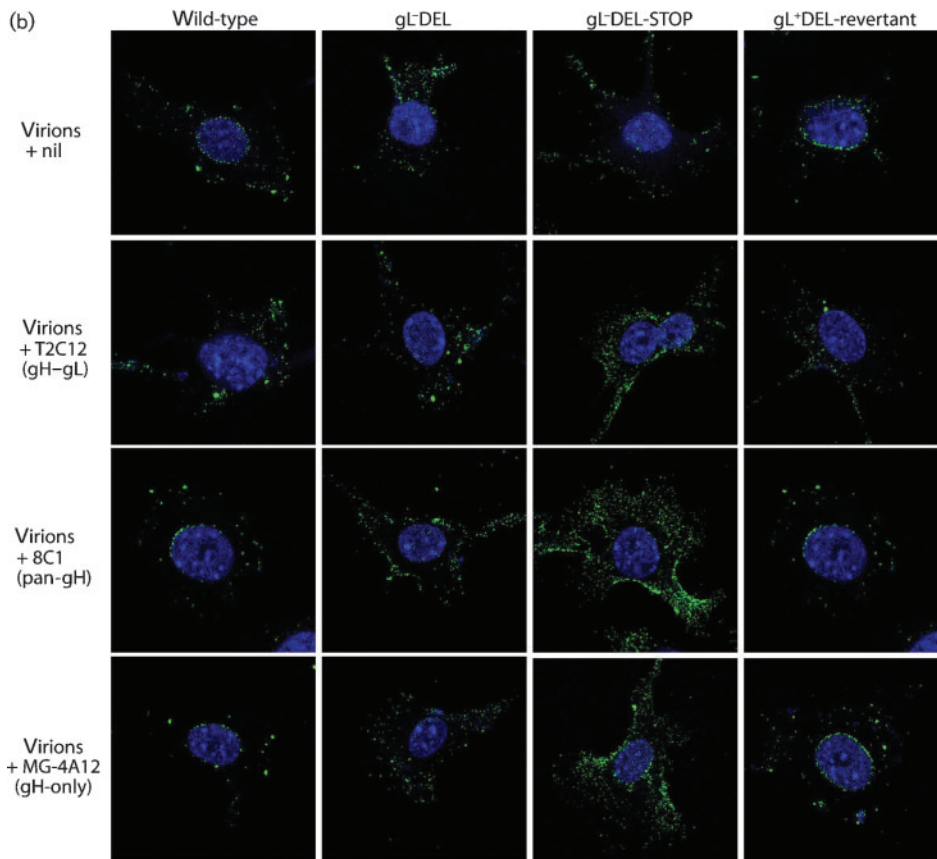 (b)
Wild-type
gL⁻DEL
gL⁻DEL-STOP
gL⁺DEL-revertant
Virions
+ nil
Virions
+ T2C12
(gH–gL)
Virions
+ 8C1
(pan-gH)
Virions
+ MG-4A12
(gH-only)